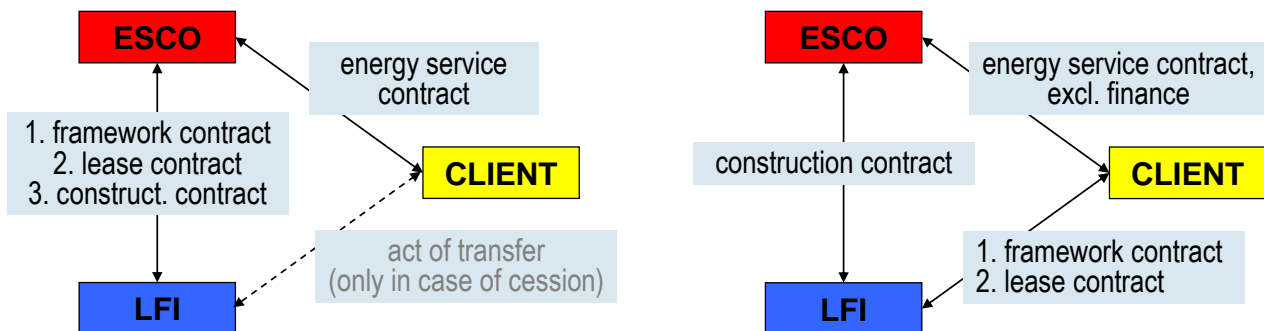 ESCO
energy service
contract
1. framework contract
2. lease contract
3. construct. contract
CLIENT
act of transfer
(only in case of cession)
LFI
ESCO
energy service contract,
excl. finance
construction contract
CLIENT
1. framework contract
2. lease contract
LFI